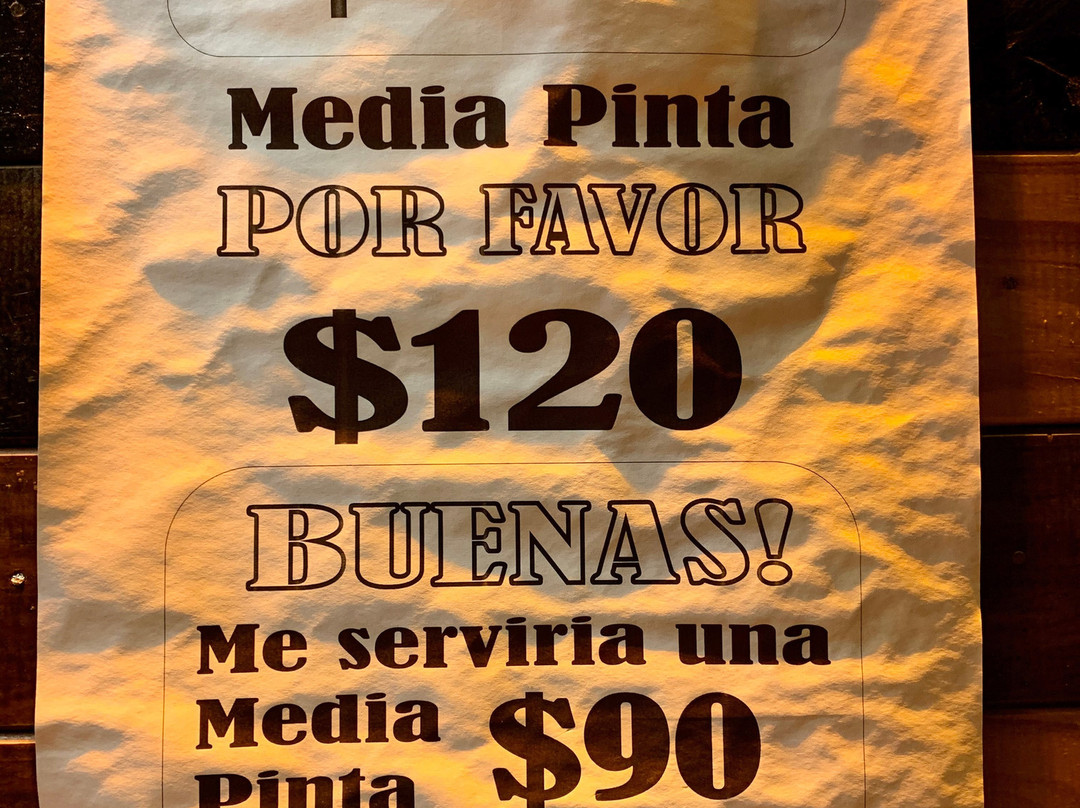 Media Pinta
POR FAVOR
$120
BUENAS!
Me serviria una
Media $90
Pinta